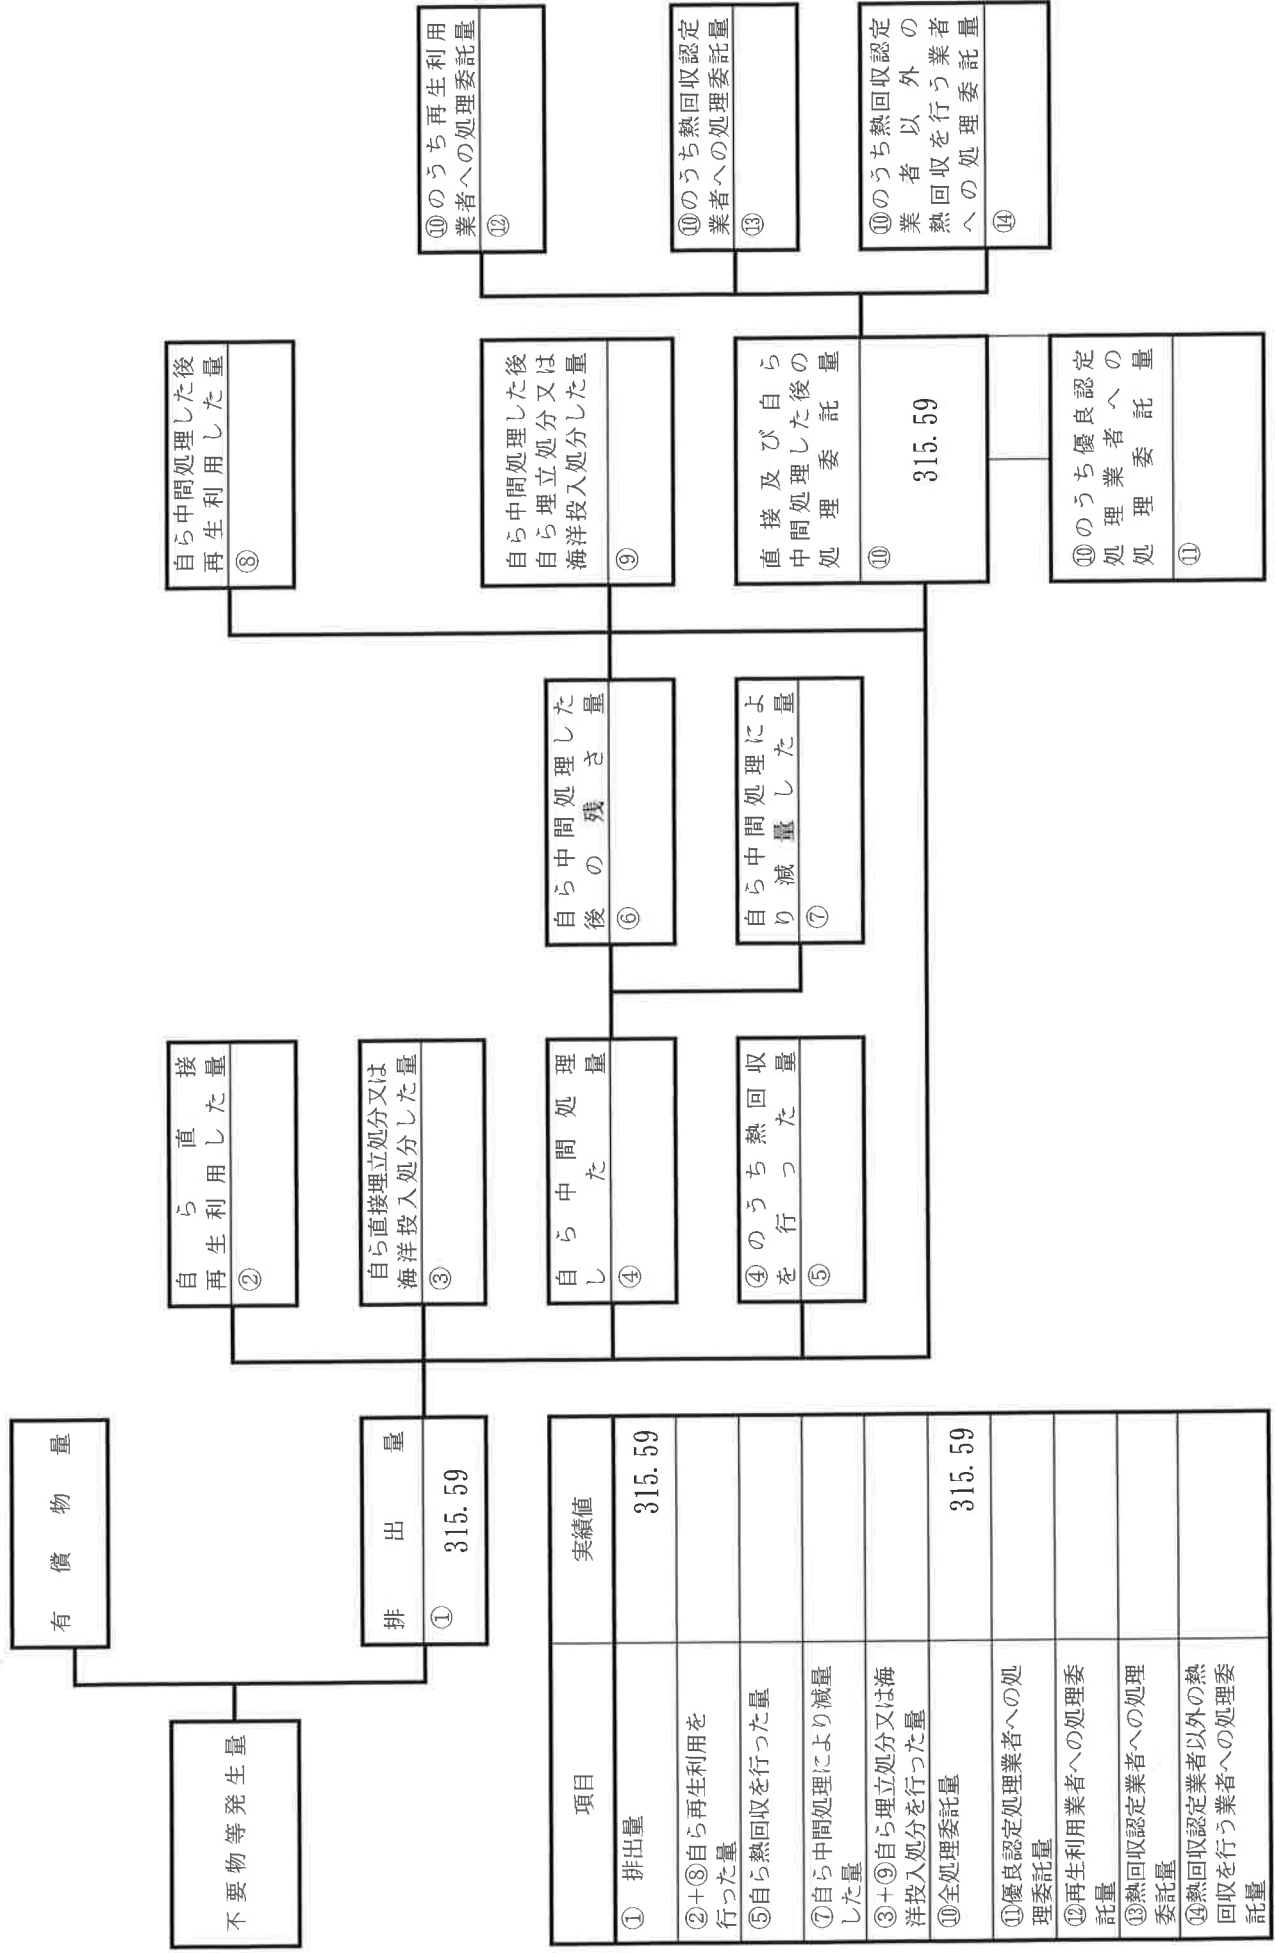 不要物等発生量
有償物量
排出量
① 315.59
自ら直接
再生利用した量
②
自ら直接埋立処分又は
海洋投入処分した量
③
自ら中間処理
した量
④
④のうち熱回収
を行った量
⑤
自ら中間処理した
後の残さ量
⑥
自ら中間処理によ
り減量した量
⑦
自ら中間処理した後
再生利用した量
⑧
自ら中間処理した後
自ら埋立処分又は
海洋投入処分した量
⑨
直接及び自ら
中間処理した後の
処理委託量
⑩
315.59
⑩のうち優良認定
処理業者への
処理委託量
⑪
⑩のうち再生利用
業者への処理委託量
⑫
⑩のうち熱回収認定
業者への処理委託量
⑬
⑩のうち熱回収認定
業者以外の
熱回収を行う業者
への処理委託量
⑭
項目 実績値
① 排出量 315.59
②+⑧自ら再生利用を
行った量
⑤自ら熱回収を行った量
⑦自ら中間処理により減量
した量
③+⑨自ら埋立処分又は海
洋投入処分を行った量
⑩全処理委託量 315.59
⑪優良認定処理業者への処
理委託量
⑫再生利用業者への処理委
託量
⑬熱回収認定業者への処理
委託量
⑭熱回収認定業者以外の熱
回収を行う業者への処理委
託量